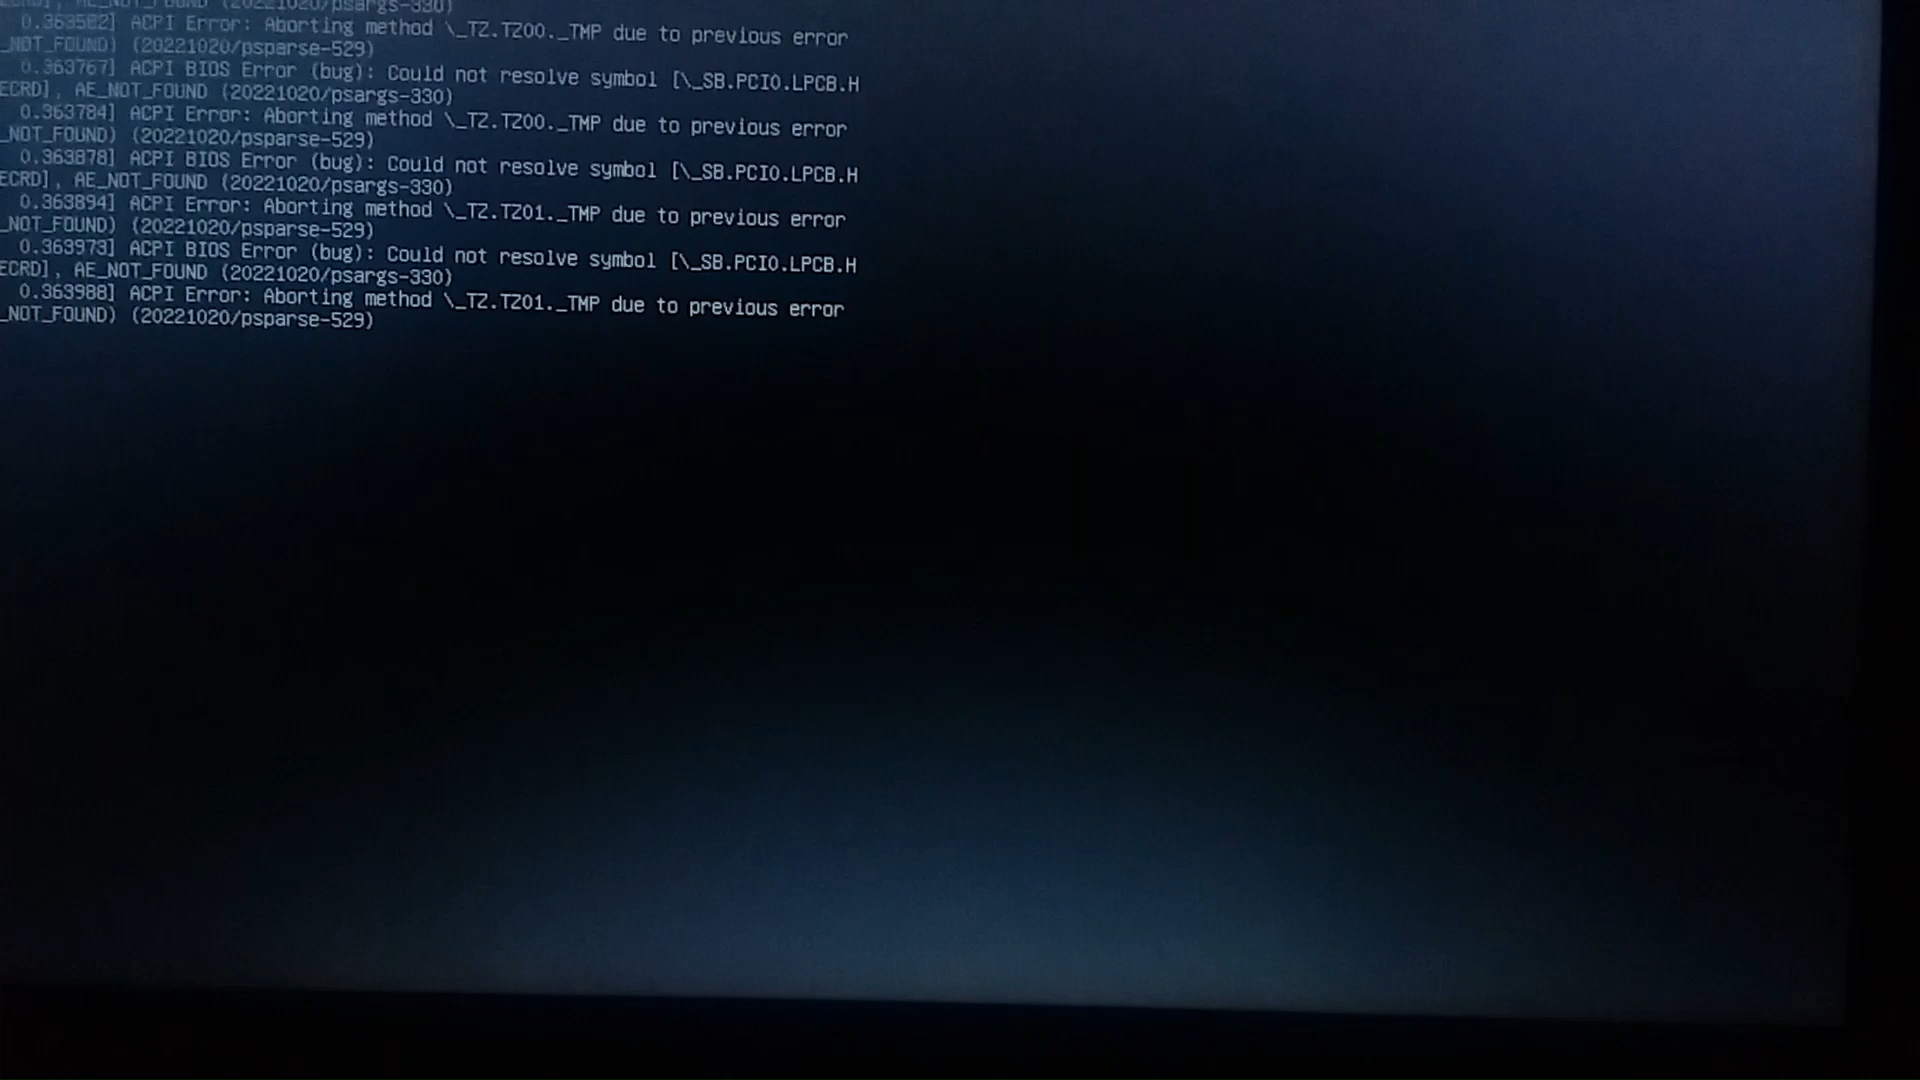 ECRD], AE_NOT_FOUND (20221020/psargs-330)
0.363582] ACPI Error: Aborting method \_TZ.TZ00._TMP due to previous error
_NOT_FOUND) (20221020/psparse-529)
0.363767] ACPI BIOS Error (bug): Could not resolve symbol [\_SB.PCI0.LPCB.H
ECRD], AE_NOT_FOUND (20221020/psargs-330)
0.363784] ACPI Error: Aborting method \_TZ.TZ00._TMP due to previous error
_NOT_FOUND) (20221020/psparse-529)
0.363878] ACPI BIOS Error (bug): Could not resolve symbol [\_SB.PCI0.LPCB.H
ECRD], AE_NOT_FOUND (20221020/psargs-330)
0.363894] ACPI Error: Aborting method \_TZ.TZ01._TMP due to previous error
_NOT_FOUND) (20221020/psparse-529)
0.363973] ACPI BIOS Error (bug): Could not resolve symbol [\_SB.PCI0.LPCB.H
ECRD], AE_NOT_FOUND (20221020/psargs-330)
0.363988] ACPI Error: Aborting method \_TZ.TZ01._TMP due to previous error
_NOT_FOUND) (20221020/psparse-529)